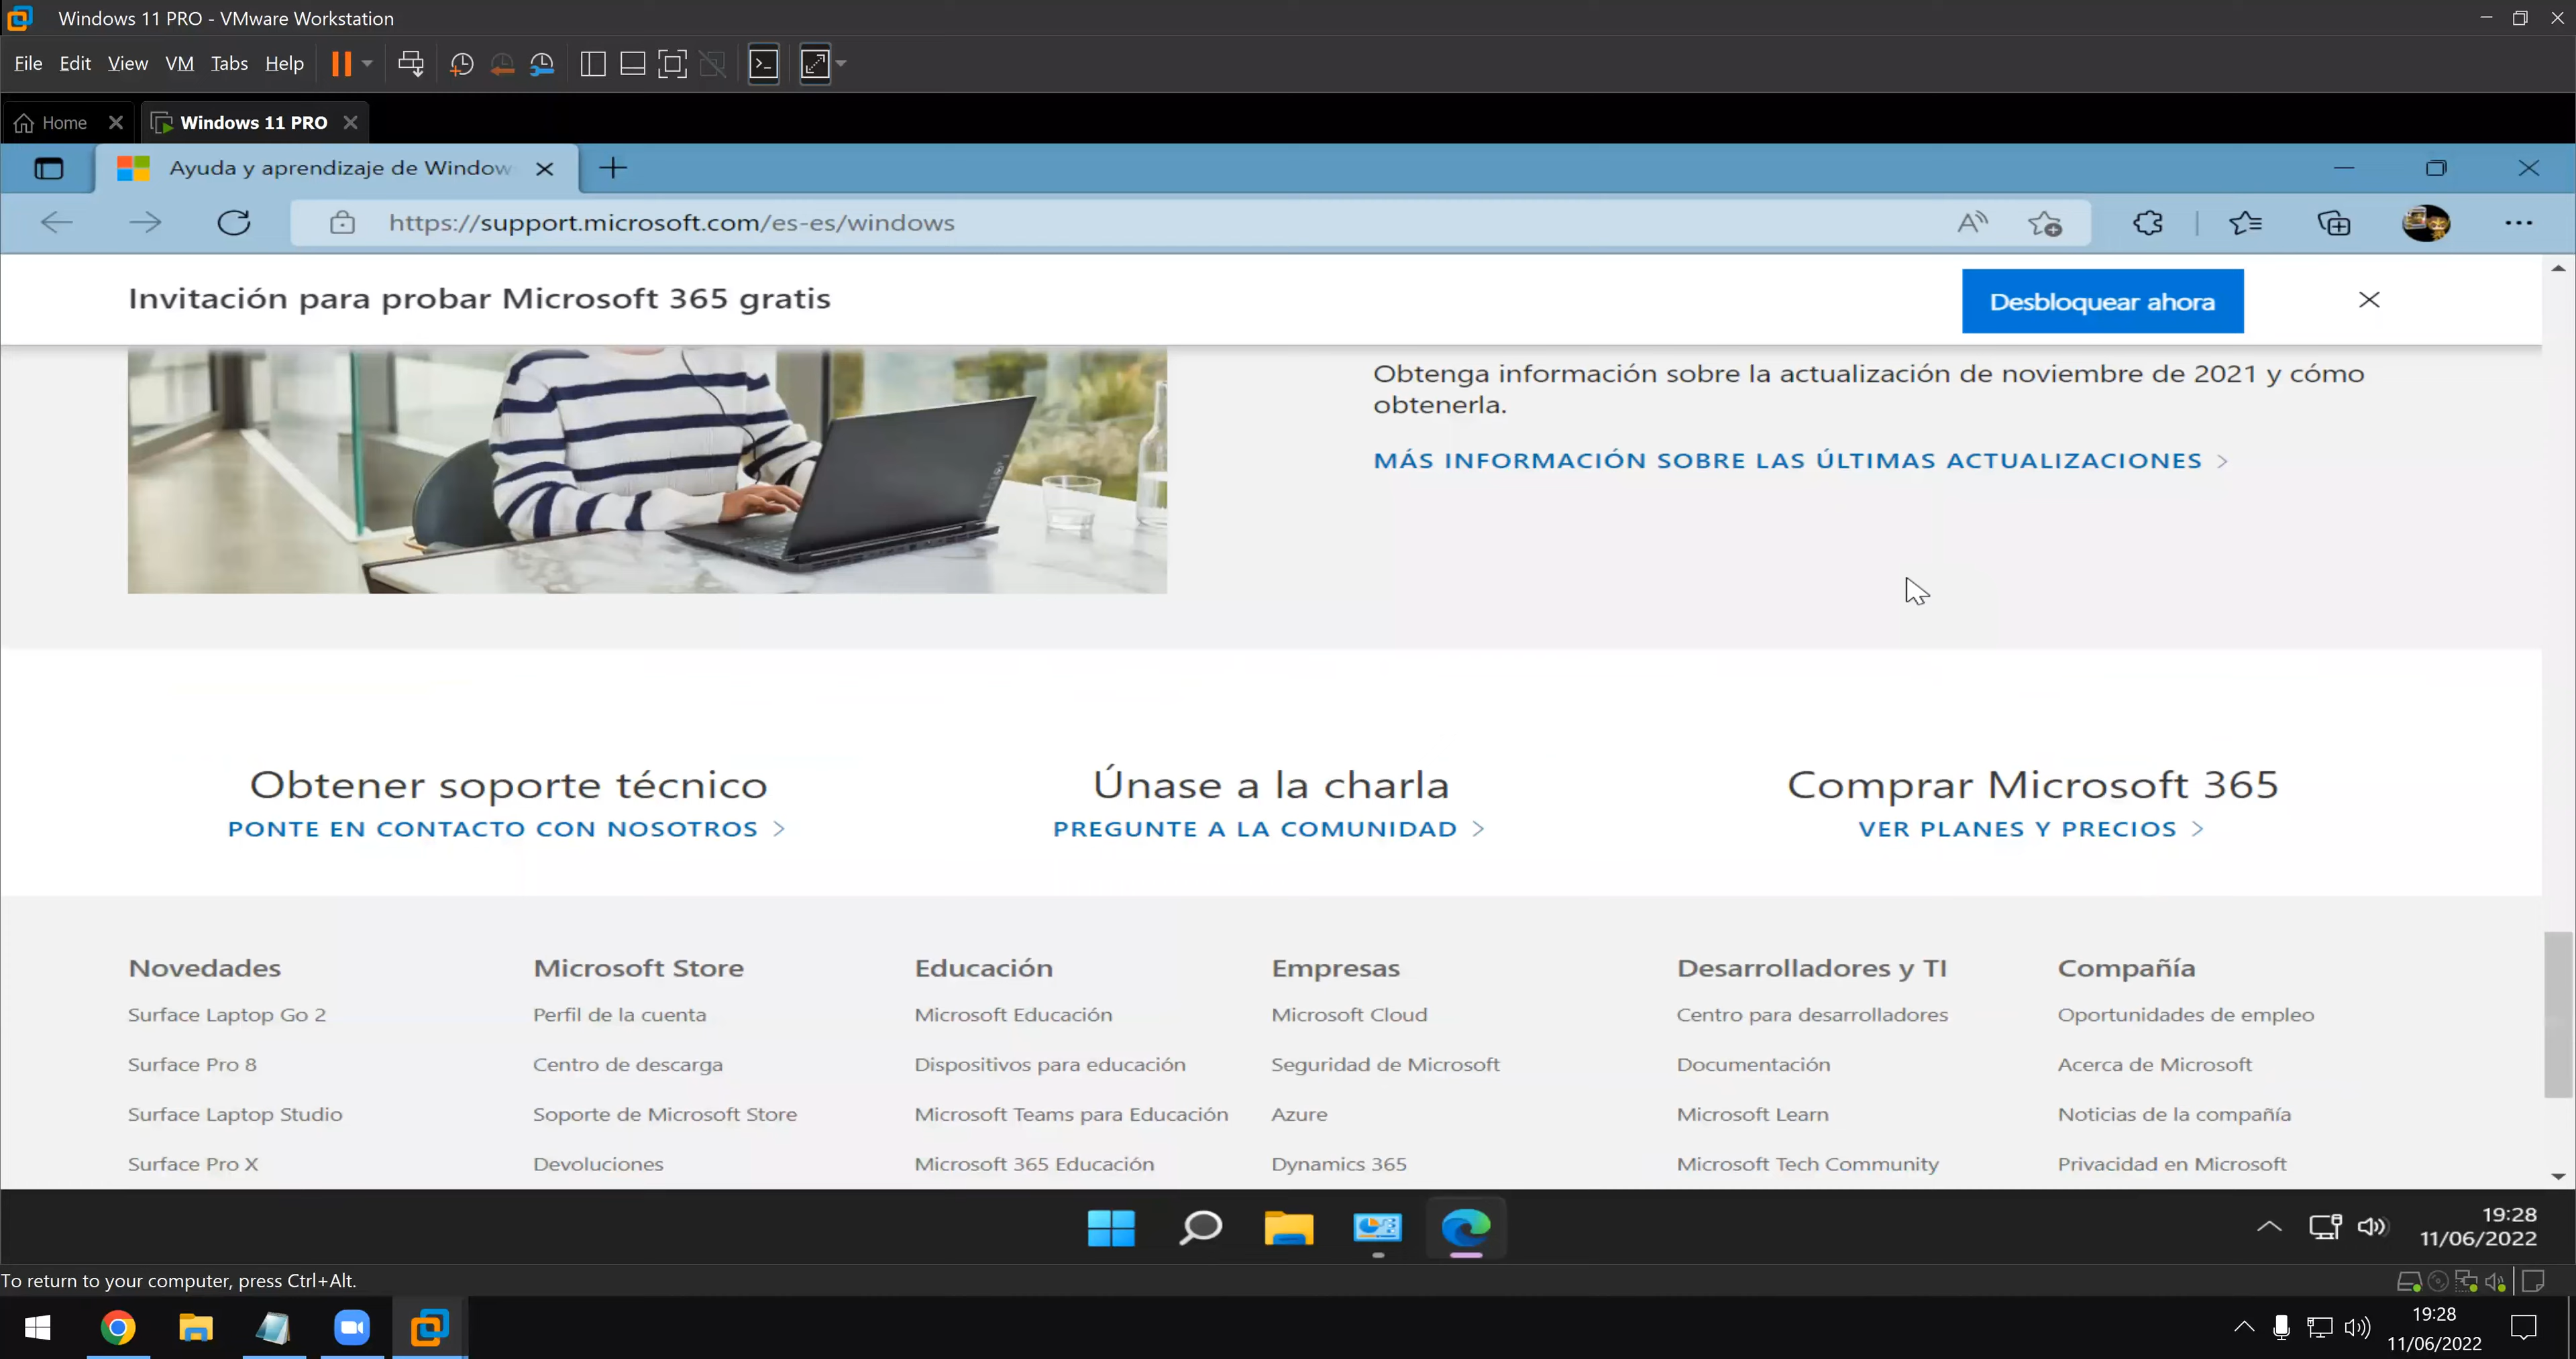 Windows 11 PRO - VMware Workstation
File Edit View VM Tabs Help
Home Windows 11 PRO
Ayuda y aprendizaje de Window
https://support.microsoft.com/es-es/windows
Invitación para probar Microsoft 365 gratis
Desbloquear ahora
Obtenga información sobre la actualización de noviembre de 2021 y cómo
obtenerla.
MÁS INFORMACIÓN SOBRE LAS ÚLTIMAS ACTUALIZACIONES
LEGION
Obtener soporte técnico
PONTE EN CONTACTO CON NOSOTROS
Únase a la charla
PREGUNTE A LA COMUNIDAD
Comprar Microsoft 365
VER PLANES Y PRECIOS
Novedades
Surface Laptop Go 2
Surface Pro 8
Surface Laptop Studio
Surface Pro X
Microsoft Store
Perfil de la cuenta
Centro de descarga
Soporte de Microsoft Store
Devoluciones
Educación
Microsoft Educación
Dispositivos para educación
Microsoft Teams para Educación
Microsoft 365 Educación
Empresas
Microsoft Cloud
Seguridad de Microsoft
Azure
Dynamics 365
Desarrolladores y TI
Centro para desarrolladores
Documentación
Microsoft Learn
Microsoft Tech Community
Compañía
Oportunidades de empleo
Acerca de Microsoft
Noticias de la compañía
Privacidad en Microsoft
19:28
11/06/2022
To return to your computer, press Ctrl+Alt.
19:28
11/06/2022